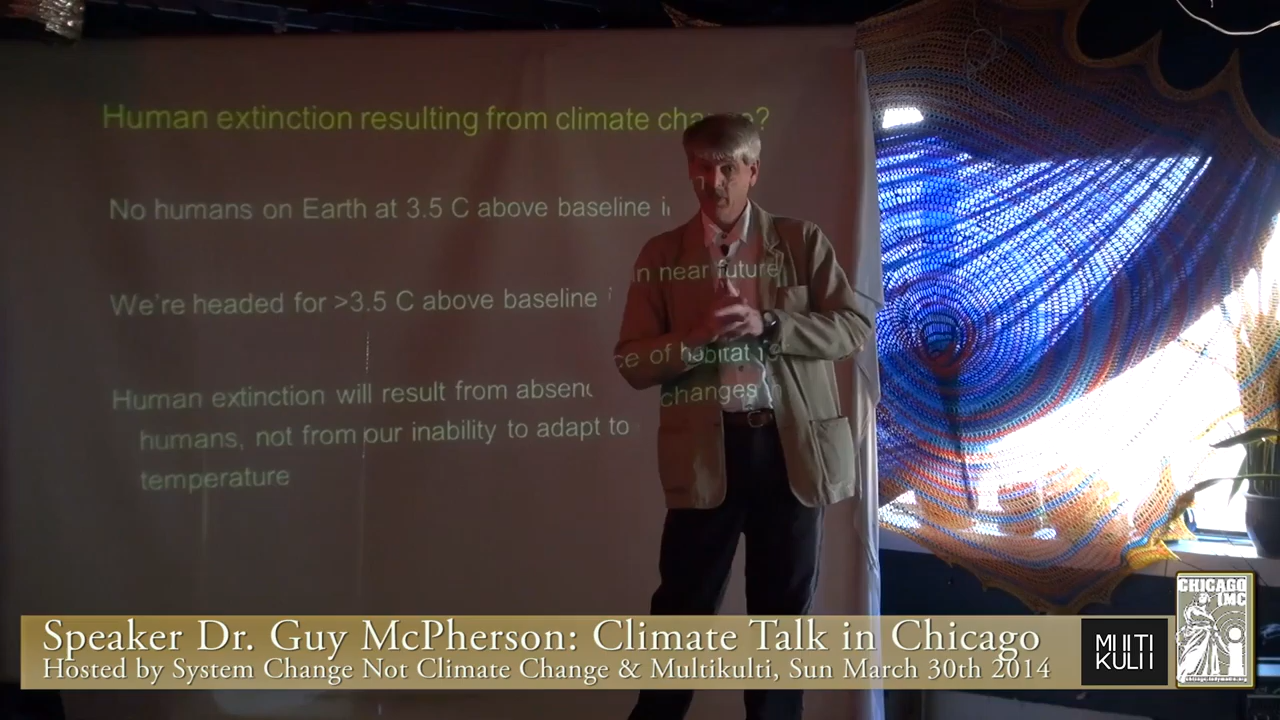 Human extinction resulting from climate change?
No humans on Earth at 3.5 C above baseline
We're headed for >3.5 C above baseline in near future
Human extinction will result from absence of habitat
humans, not from our inability to adapt to changes
temperature
Speaker Dr. Guy McPherson: Climate Talk in Chicago
Hosted by System Change Not Climate Change & Multikulti, Sun March 30th 2014
MULTI
KULTI
CHICAGO
IMC